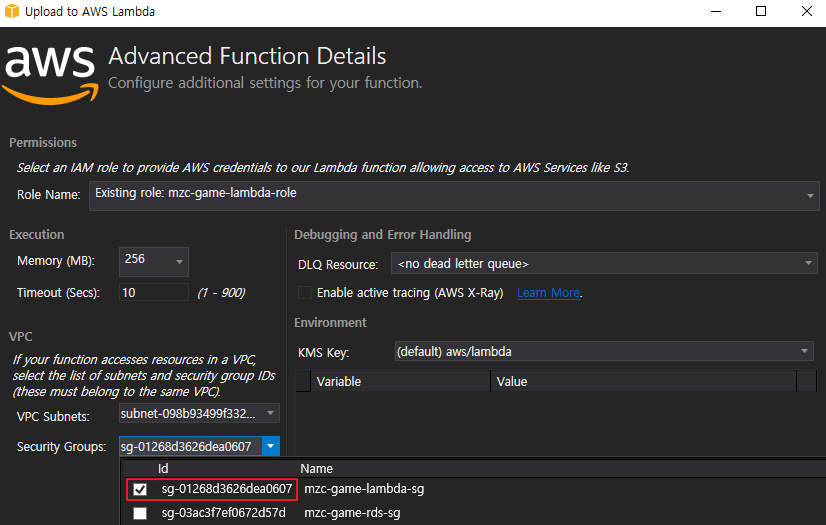 Upload to AWS Lambda
aws
Advanced Function Details
Configure additional settings for your function.
Permissions
Select an IAM role to provide AWS credentials to our Lambda function allowing access to AWS Services like S3.
Role Name: Existing role: mzc-game-lambda-role
Execution
Memory (MB): 256
Timeout (Secs): 10 (1 - 900)
Debugging and Error Handling
DLQ Resource: <no dead letter queue>
Enable active tracing (AWS X-Ray) Learn More.
VPC
If your function accesses resources in a VPC,
select the list of subnets and security group IDs
(these must belong to the same VPC).
VPC Subnets: subnet-098b93499f332...
Security Groups: sg-01268d3626dea0607
Environment
KMS Key: (default) aws/lambda
Variable Value
Id Name
sg-01268d3626dea0607 mzc-game-lambda-sg
sg-03ac3f7ef0672d57d mzc-game-rds-sg